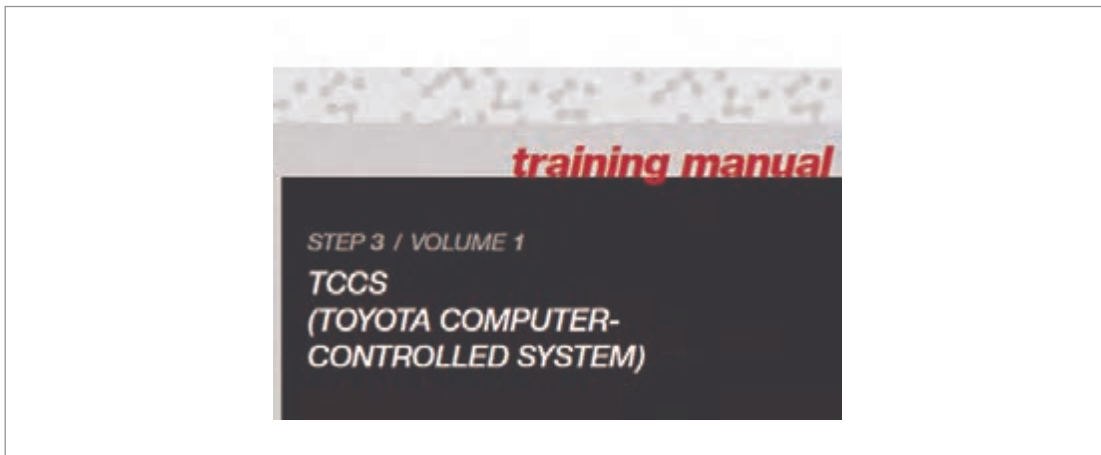 training manual
STEP 3 / VOLUME 1
TCCS
(TOYOTA COMPUTER-
CONTROLLED SYSTEM)